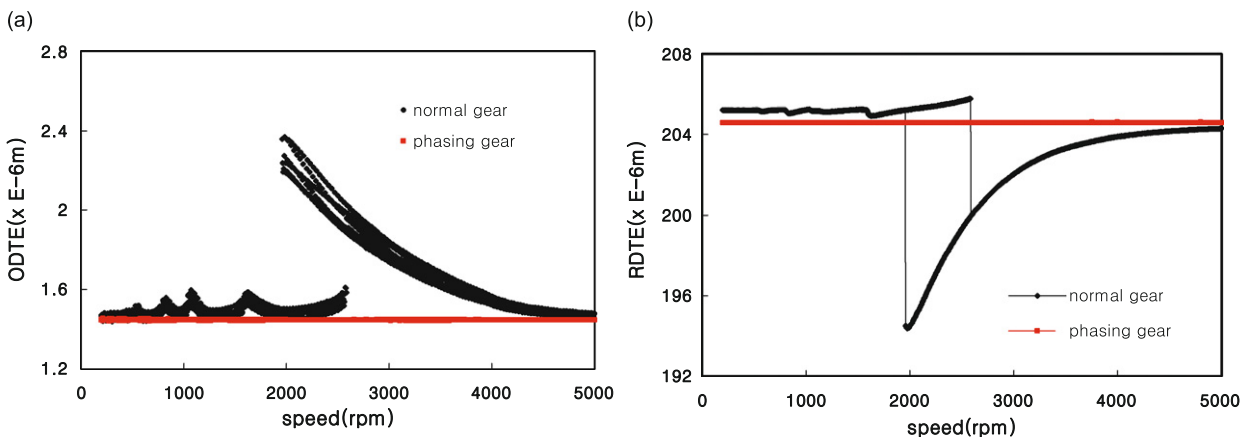 (a)
2.8
2.4
2
1.6
1.2
ODTE(x E-6m)
normal gear
phasing gear
0 1000 2000 3000 4000 5000
speed(rpm)
(b)
208
204
200
196
192
RDTE(x E-6m)
normal gear
phasing gear
0 1000 2000 3000 4000 5000
speed(rpm)